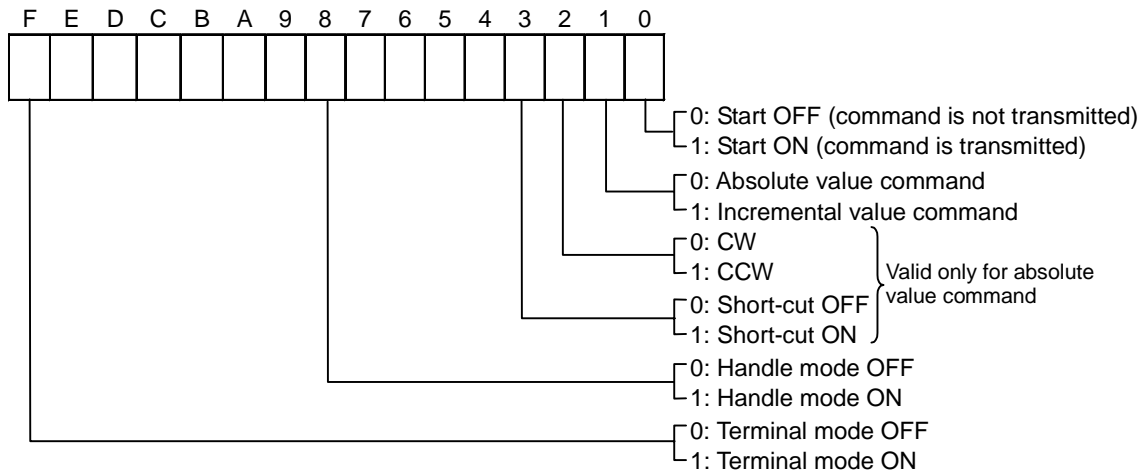 F E D C B A 9 8 7 6 5 4 3 2 1 0
0: Start OFF (command is not transmitted)
1: Start ON (command is transmitted)
0: Absolute value command
1: Incremental value command
0: CW
1: CCW
0: Short-cut OFF
1: Short-cut ON
Valid only for absolute
value command
0: Handle mode OFF
1: Handle mode ON
0: Terminal mode OFF
1: Terminal mode ON